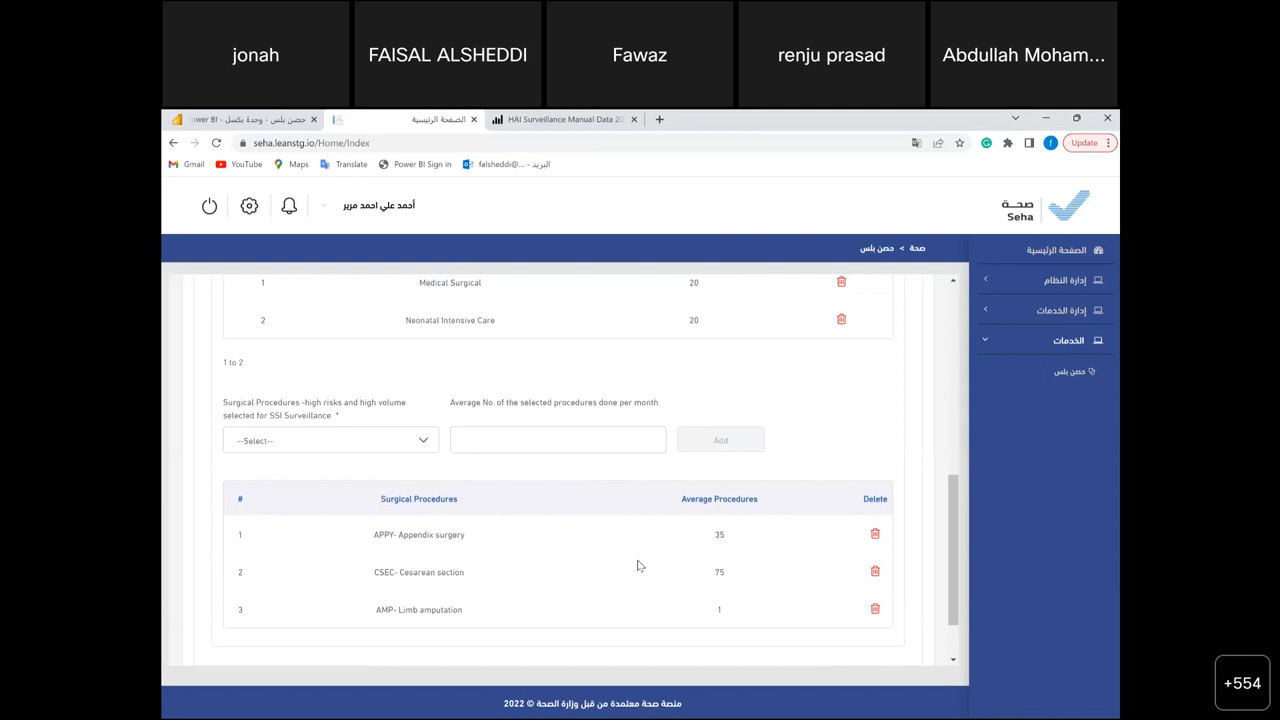 jonah
FAISAL ALSHEDDI
Fawaz
renju prasad
Abdullah Moham...
ower BI - حصن بلس - وحدة بكسل
الصفحة الرئيسية
HAI Surveillance Manual Data 20
seha.leanstg.io/Home/Index
Update
Gmail
YouTube
Maps
Translate
Power BI Sign in
falsheddi@... - البريد
أحمد علي احمد مرير
صحة
Seha
صحة > حصن بلس
الصفحة الرئيسية
إدارة النظام
إدارة الخدمات
الخدمات
حصن بلس
1 Medical Surgical 20
2 Neonatal Intensive Care 20
1 to 2
Surgical Procedures -high risks and high volume
selected for SSI Surveillance *
Average No. of the selected procedures done per month
--Select--
Add
# Surgical Procedures Average Procedures Delete
1 APPY- Appendix surgery 35
2 CSEC- Cesarean section 75
3 AMP- Limb amputation 1
منصة صحة معتمدة من قبل وزارة الصحة © 2022
+554